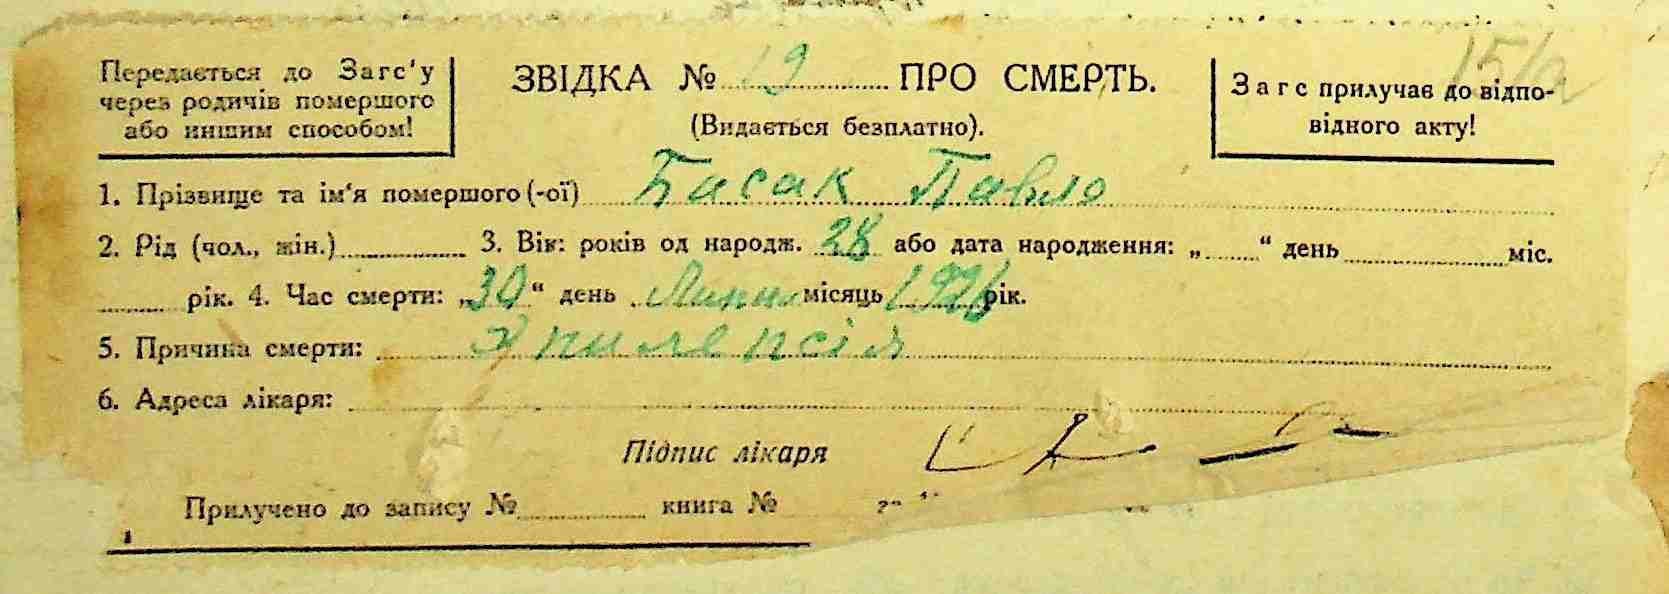 Передається до Загс'у
через родичів помершого
або иншим способом!
ЗВІДКА № 19 ПРО СМЕРТЬ.
(Видається безплатно).
Загс прилучає до відпо-
відного акту!
1. Прізвище та ім'я помершого (-ої) Басак Павло
2. Рід (чол., жін.) 3. Вік: років од народж. 28 або дата народження: „ “ день міс.
рік. 4. Час смерти: „30“ день Липня місяць 1926 рік.
5. Причина смерти: Эпилепсія
6. Адреса лікаря:
Підпис лікаря
Прилучено до запису № книга №